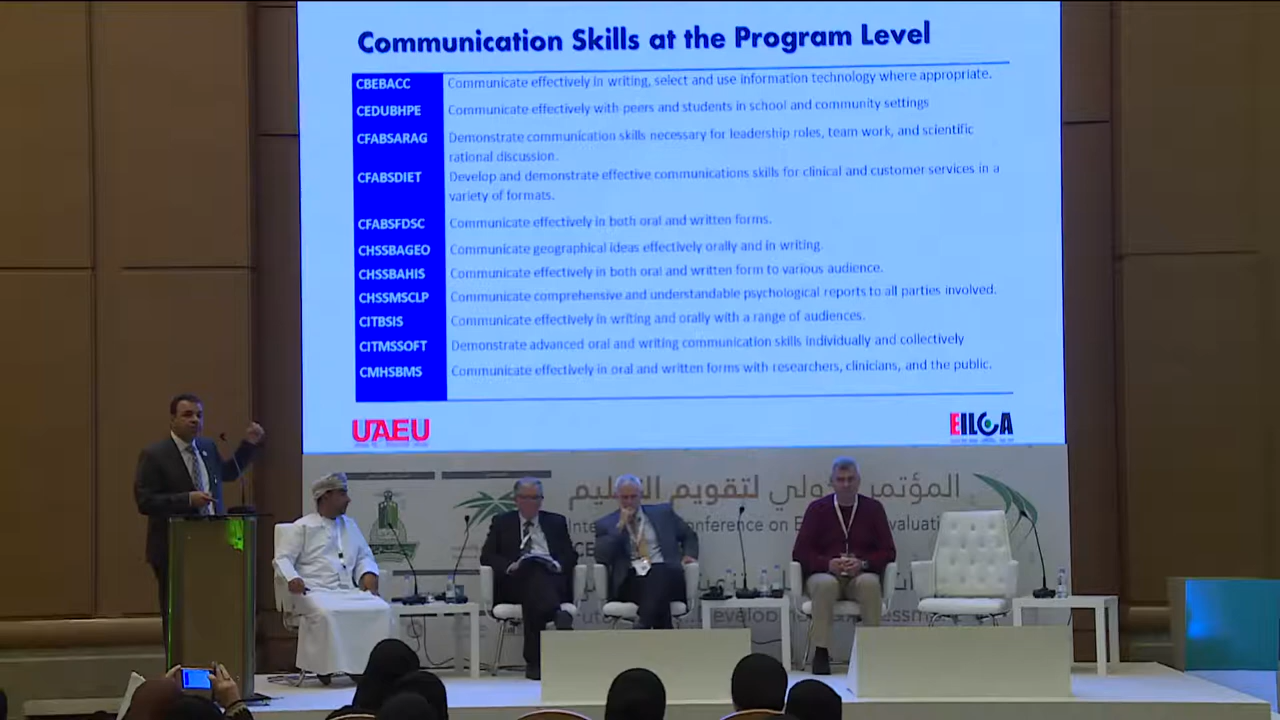 Communication Skills at the Program Level
CBEBACC Communicate effectively in writing, select and use information technology where appropriate.
CEDUBHPE Communicate effectively with peers and students in school and community settings
CFABSARAG Demonstrate communication skills necessary for leadership roles, team work, and scientific
rational discussion.
CFABSDIET Develop and demonstrate effective communications skills for clinical and customer services in a
variety of formats.
CFABSFDSC Communicate effectively in both oral and written forms.
CHSSBAGEO Communicate geographical ideas effectively orally and in writing.
CHSSBAHIS Communicate effectively in both oral and written form to various audience.
CHSSMSCLP Communicate comprehensive and understandable psychological reports to all parties involved.
CITBSIS Communicate effectively in writing and orally with a range of audiences.
CITMSSOFT Demonstrate advanced oral and writing communication skills individually and collectively
CMHSBMS Communicate effectively in oral and written forms with researchers, clinicians, and the public.
UAEU
EILOA
المؤتمر الدولي لتقويم التعليم
onference on E valuati